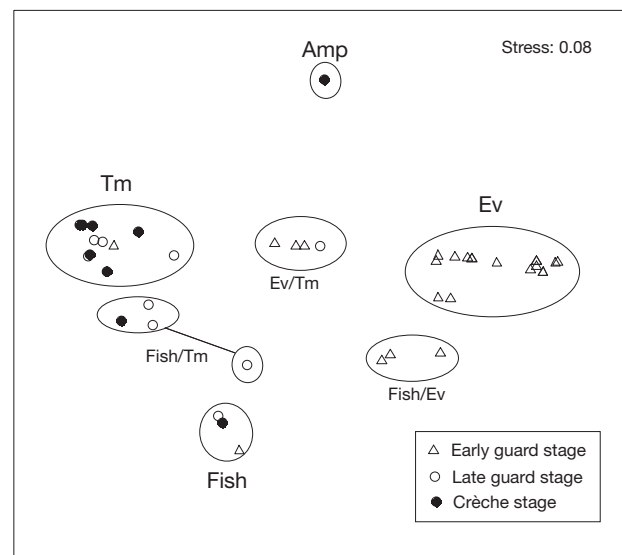 Amp
Stress: 0.08
Tm
Ev
Ev/Tm
Fish/Tm
Fish/Ev
Fish
Early guard stage
Late guard stage
Crèche stage